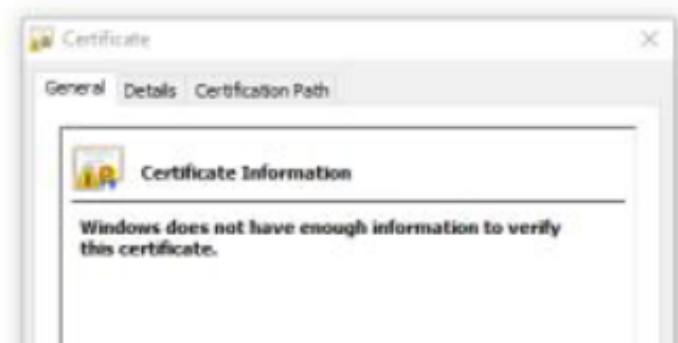 Certificate
General Details Certification Path
Certificate Information
Windows does not have enough information to verify
this certificate.